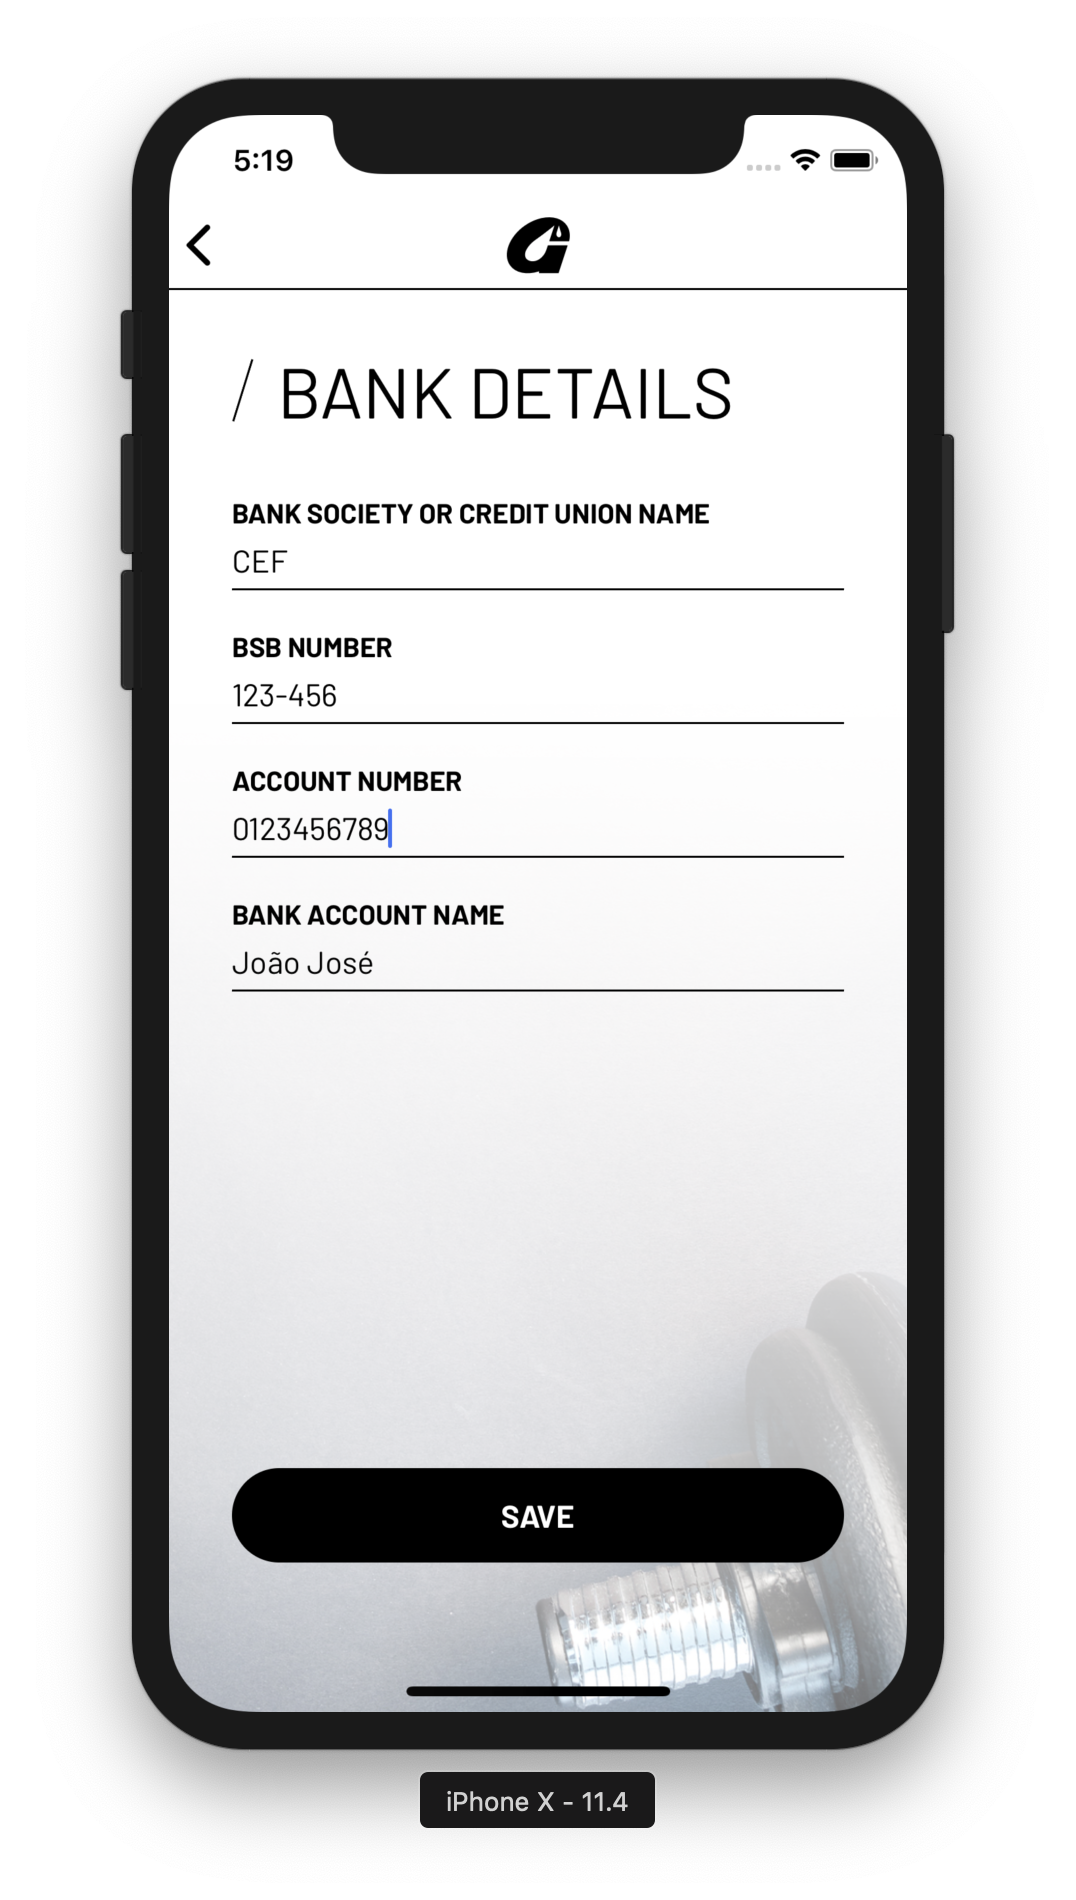 5:19
/ BANK DETAILS
BANK SOCIETY OR CREDIT UNION NAME
CEF
BSB NUMBER
123-456
ACCOUNT NUMBER
0123456789
BANK ACCOUNT NAME
João José
SAVE
iPhone X - 11.4